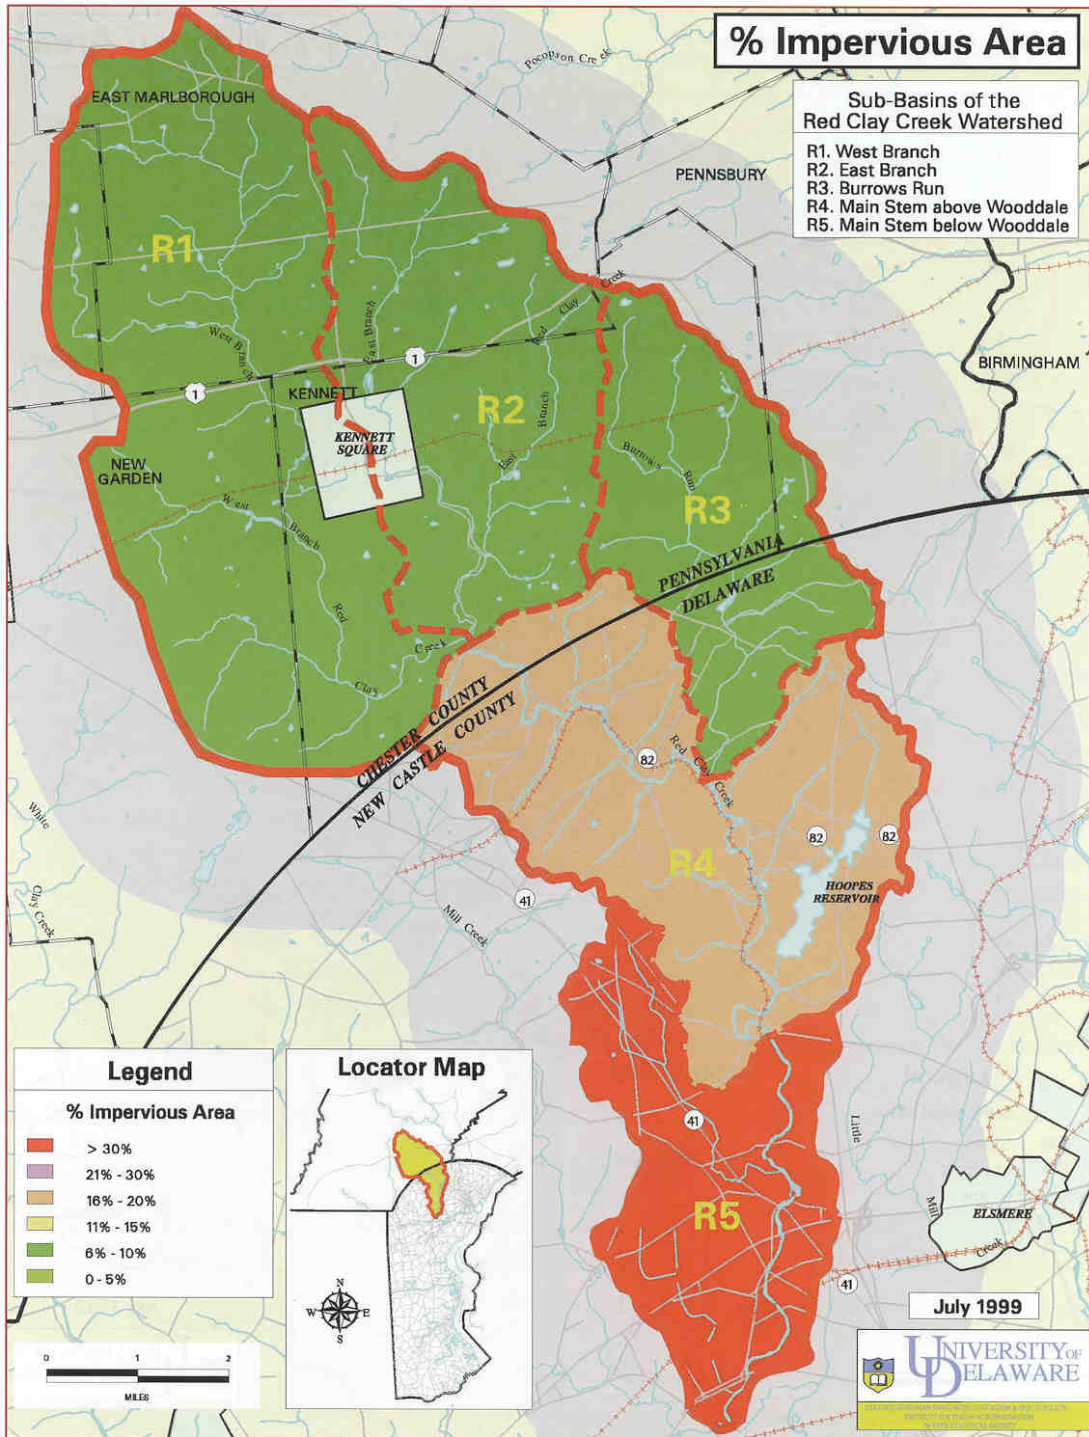 % Impervious Area
Sub-Basins of the
Red Clay Creek Watershed
R1. West Branch
R2. East Branch
R3. Burrows Run
R4. Main Stem above Wooddale
R5. Main Stem below Wooddale
Pocopson Creek
EAST MARLBOROUGH
PENNSBURY
R1
BIRMINGHAM
West Branch
East Branch
Red Clay Creek
1
1
KENNETT
R2
KENNETT
SQUARE
East Branch
Burrows Run
NEW
GARDEN
West Branch Red Clay Creek
R3
PENNSYLVANIA
DELAWARE
CHESTER COUNTY
NEW CASTLE COUNTY
82
Red Clay Creek
82
82
R4
HOOPES
RESERVOIR
White
Clay Creek
41
Mill Creek
Legend
% Impervious Area
> 30%
21% - 30%
16% - 20%
11% - 15%
6% - 10%
0 - 5%
Locator Map
N
W E
S
41
Little
Mill
Creek
R5
ELSMERE
41
July 1999
0 1 2
MILES
UNIVERSITY OF
DELAWARE